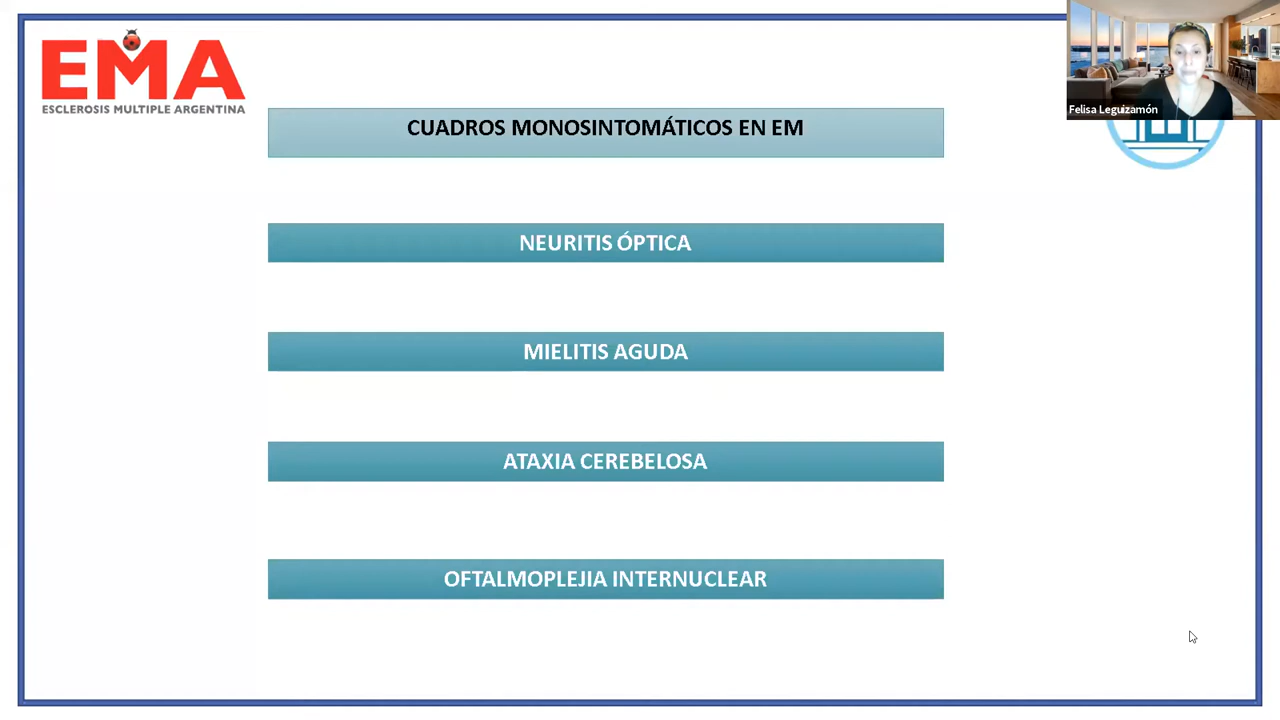 EMA
ESCLEROSIS MULTIPLE ARGENTINA
Felisa Leguizamón
CUADROS MONOSINTOMÁTICOS EN EM
NEURITIS ÓPTICA
MIELITIS AGUDA
ATAXIA CEREBELOSA
OFTALMOPLEJIA INTERNUCLEAR